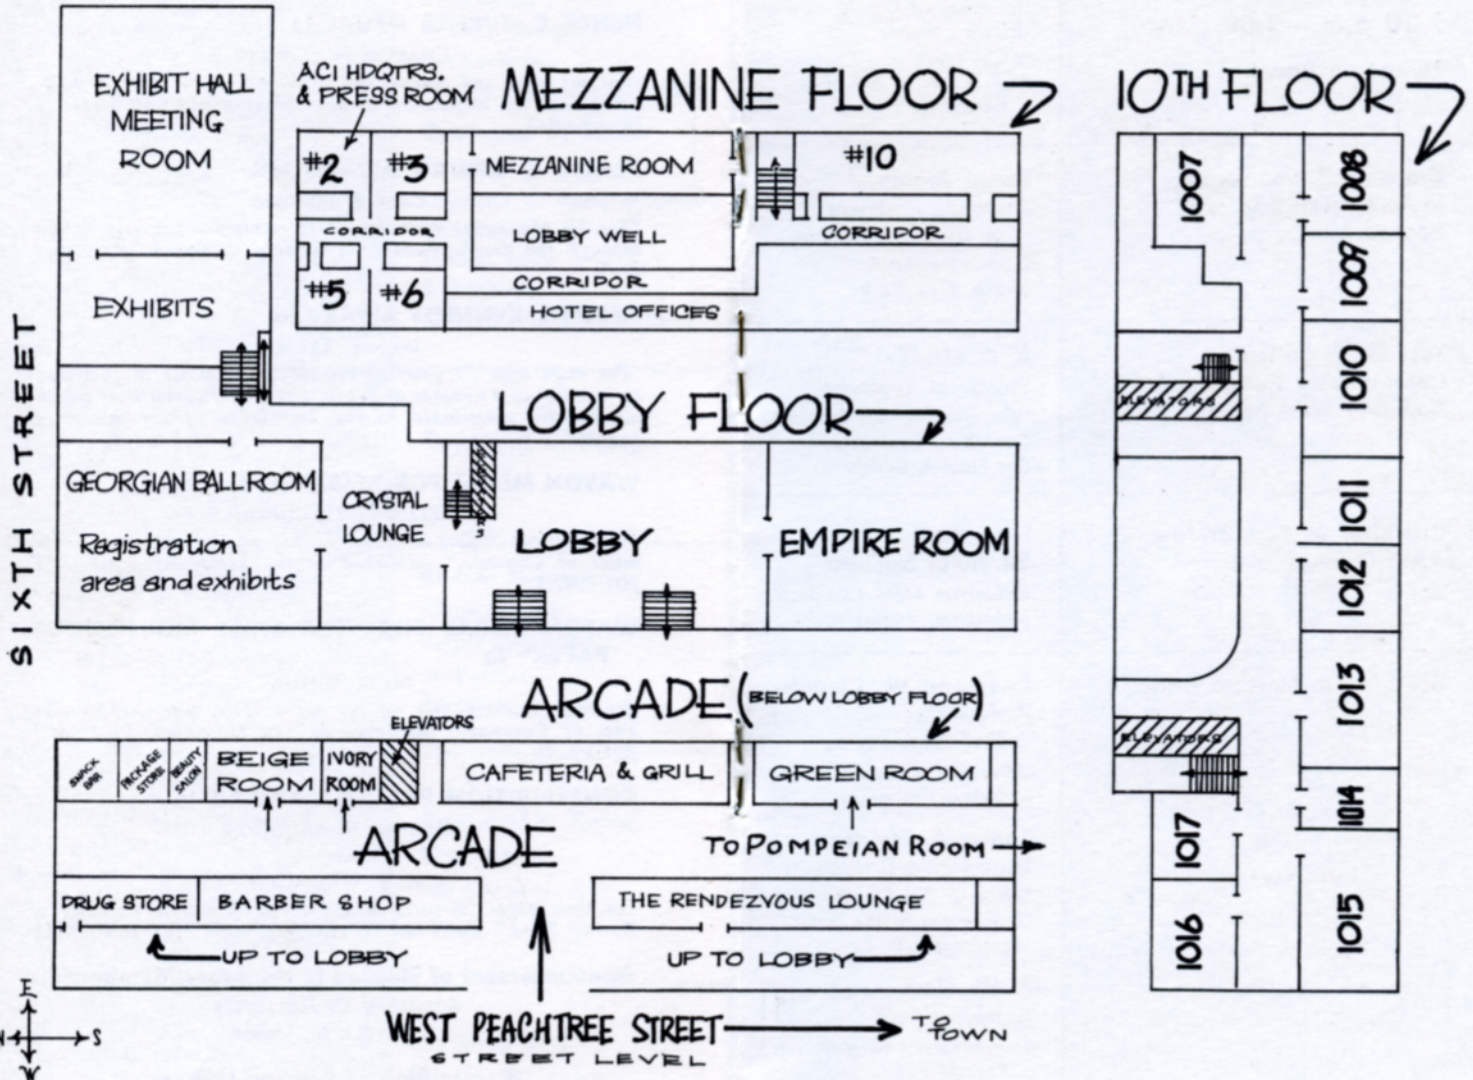 EXHIBIT HALL
MEETING
ROOM
ACI HDQTRS.
& PRESS ROOM
MEZZANINE FLOOR
#2
#3
MEZZANINE ROOM
#10
CORRIDOR
LOBBY WELL
CORRIDOR
EXHIBITS
#5
#6
CORRIDOR
HOTEL OFFICES
10TH FLOOR
1007
1008
1009
1010
ELEVATORS
1011
1012
1013
ELEVATORS
1014
1017
1016
1015
SIXTH STREET
LOBBY FLOOR
GEORGIAN BALL ROOM
Registration
area and exhibits
CRYSTAL
LOUNGE
LOBBY
EMPIRE ROOM
ARCADE (BELOW LOBBY FLOOR)
ELEVATORS
SNACK
BAR
PACKAGE
STORE
BEAUTY
SALON
BEIGE
ROOM
IVORY
ROOM
CAFETERIA & GRILL
GREEN ROOM
ARCADE
TO POMPEIAN ROOM
DRUG STORE
BARBER SHOP
THE RENDEZVOUS LOUNGE
UP TO LOBBY
UP TO LOBBY
WEST PEACHTREE STREET
TO
TOWN
STREET LEVEL
S